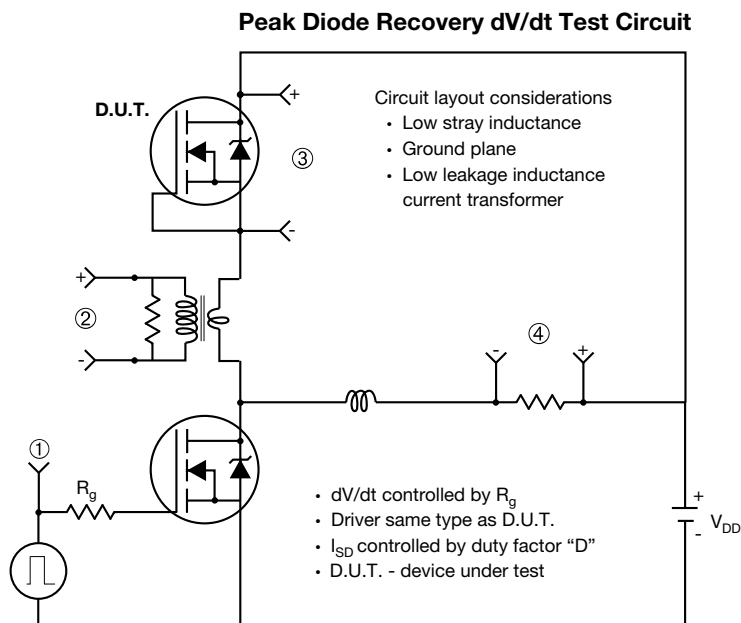 Peak Diode Recovery dV/dt Test Circuit
D.U.T.
+
③
-
Circuit layout considerations
• Low stray inductance
• Ground plane
• Low leakage inductance
current transformer
+
②
-
-
④
+
①
Rg
• dV/dt controlled by Rg
• Driver same type as D.U.T.
• ISD controlled by duty factor “D”
• D.U.T. - device under test
+
-
VDD